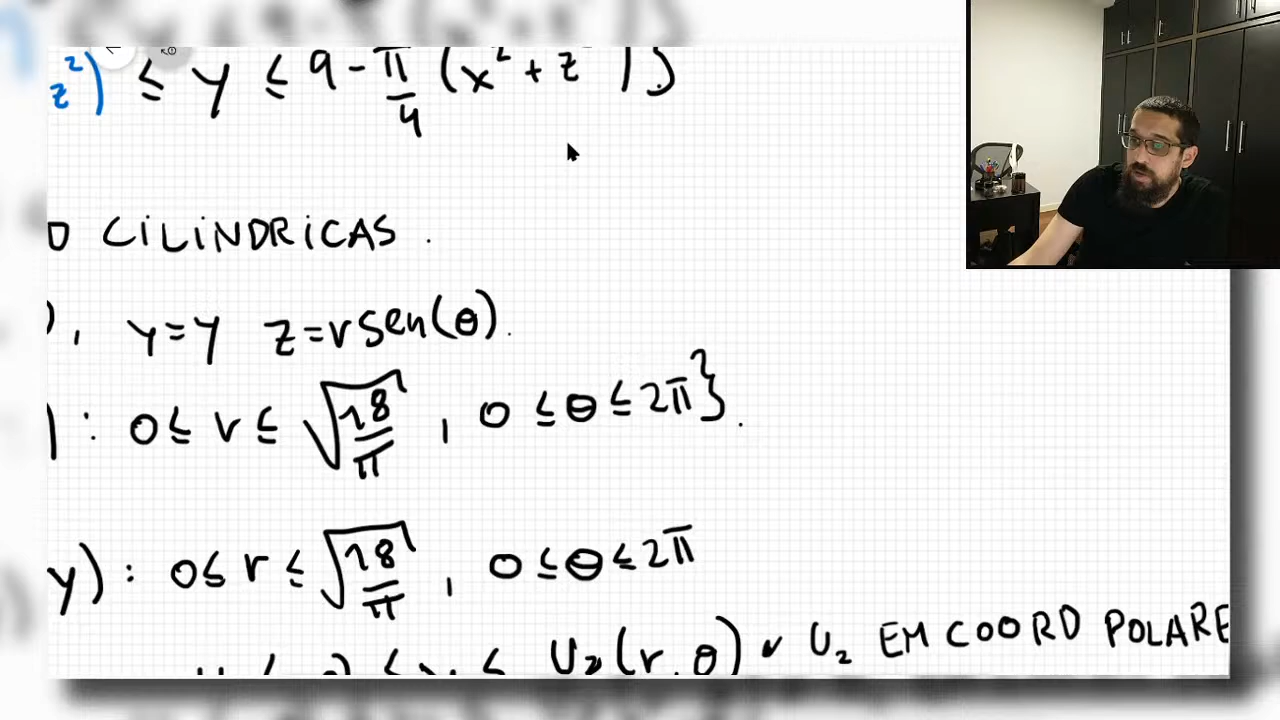 z²) ≤ y ≤ 9 - π/4 (x² + z² )}.
O CILINDRICAS.
), y=y z=rsen(θ).
) : 0 ≤ r ≤ √(18/π) , 0 ≤ θ ≤ 2π}.
y) : 0 ≤ r ≤ √(18/π) , 0 ≤ θ ≤ 2π
U₂(r,θ) U₂ EM COORD POLARE